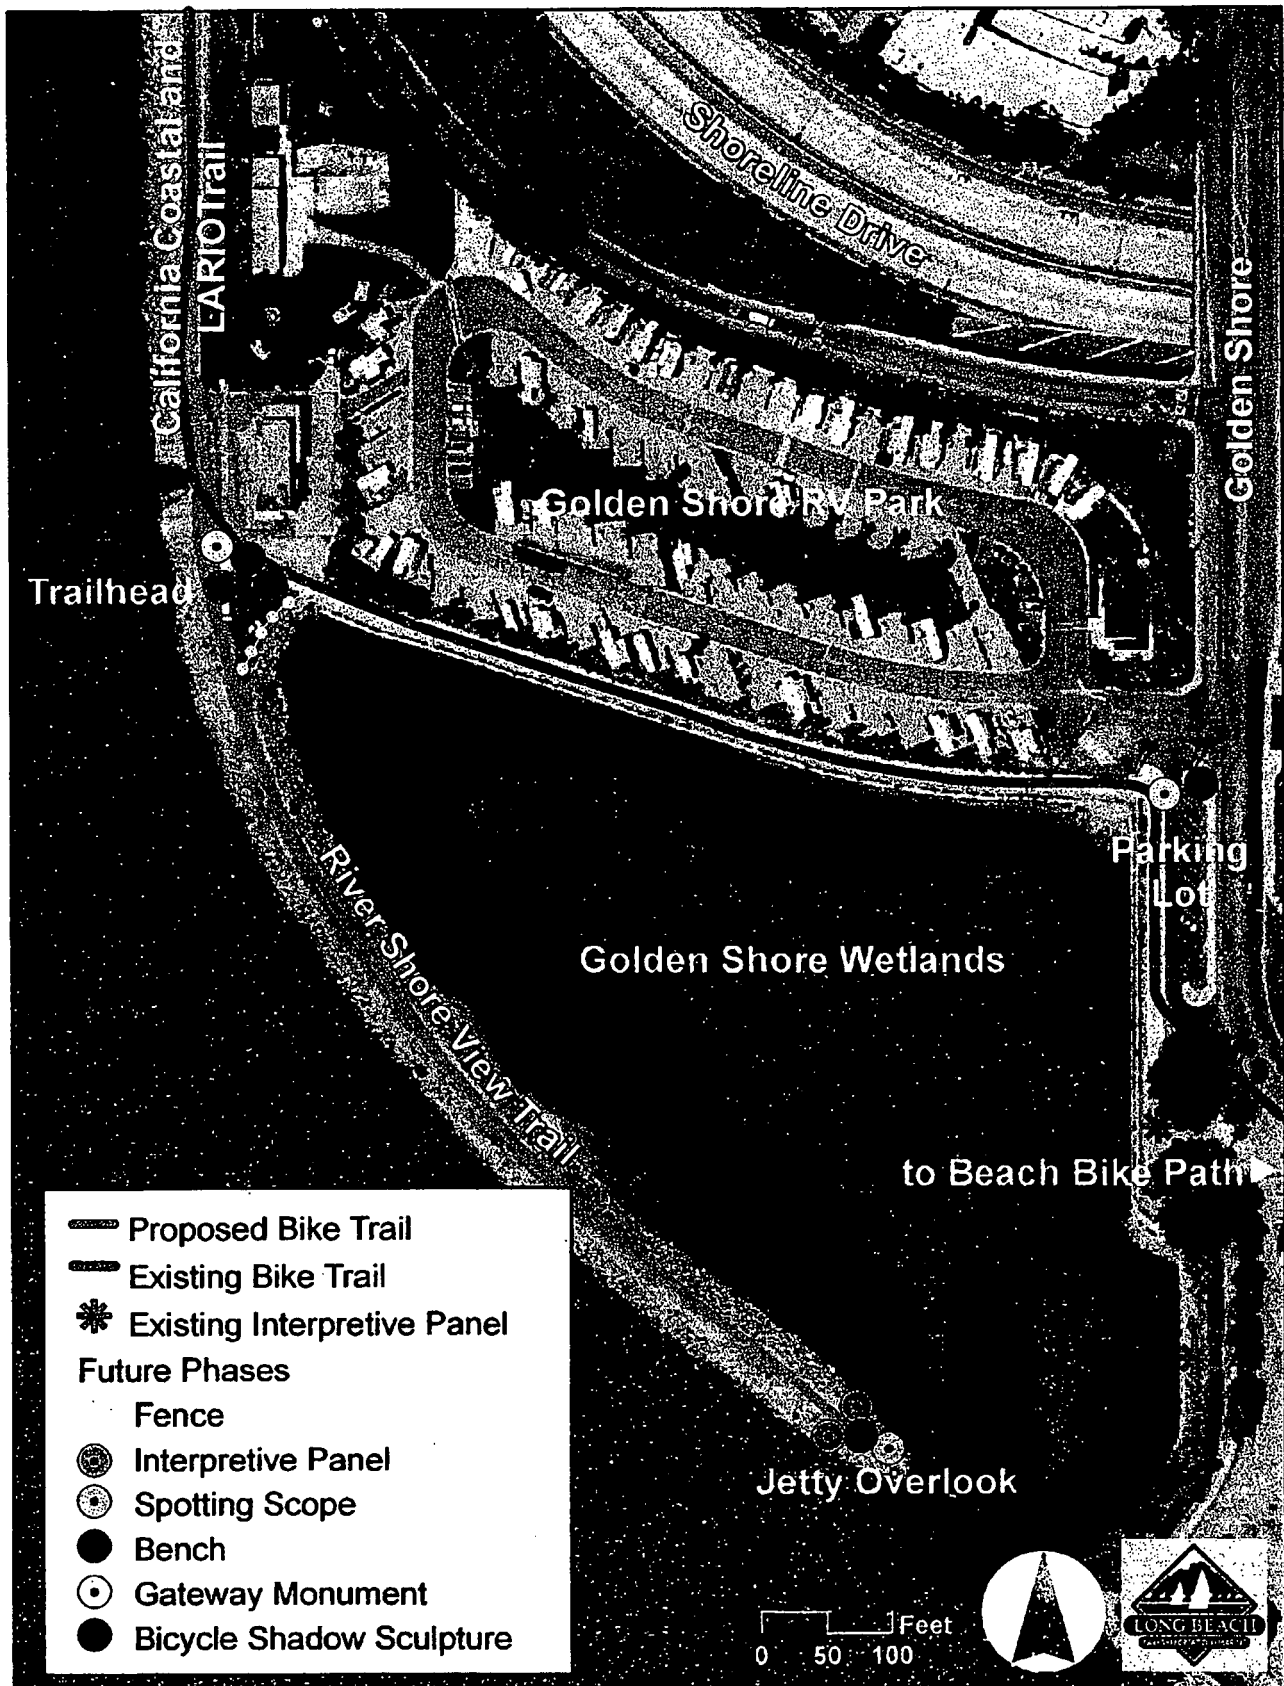 California Coastal and
LARIOTrail
Shoreline Drive
Golden Shore
Golden Shore RV Park
Trailhead
Parking
Lot
River Shore View Trail
Golden Shore Wetlands
to Beach Bike Path
Proposed Bike Trail
Existing Bike Trail
Existing Interpretive Panel
Future Phases
Fence
Interpretive Panel
Spotting Scope
Bench
Gateway Monument
Bicycle Shadow Sculpture
Jetty Overlook
Feet
0 50 100
LONG BEACH